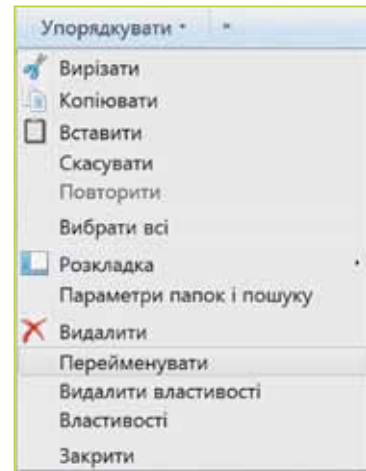 Упорядкувати
Вирізати
Копіювати
Вставити
Скасувати
Повторити
Вибрати всі
Розкладка
Параметри папок і пошуку
Видалити
Перейменувати
Видалити властивості
Властивості
Закрити